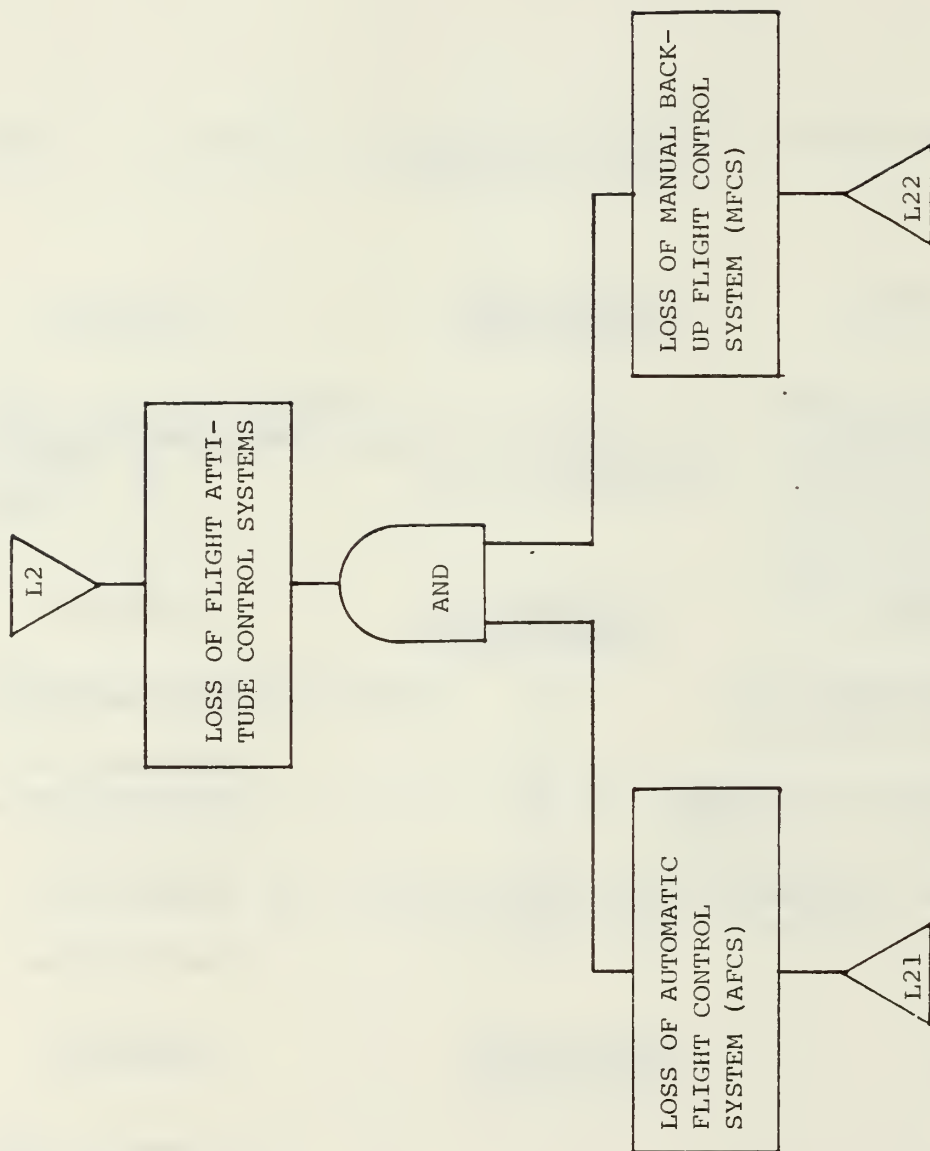 L2
LOSS OF FLIGHT ATTI-
TUDE CONTROL SYSTEMS
AND
LOSS OF AUTOMATIC
FLIGHT CONTROL
SYSTEM (AFCS)
L21
LOSS OF MANUAL BACK-
UP FLIGHT CONTROL
SYSTEM (MFCS)
L22